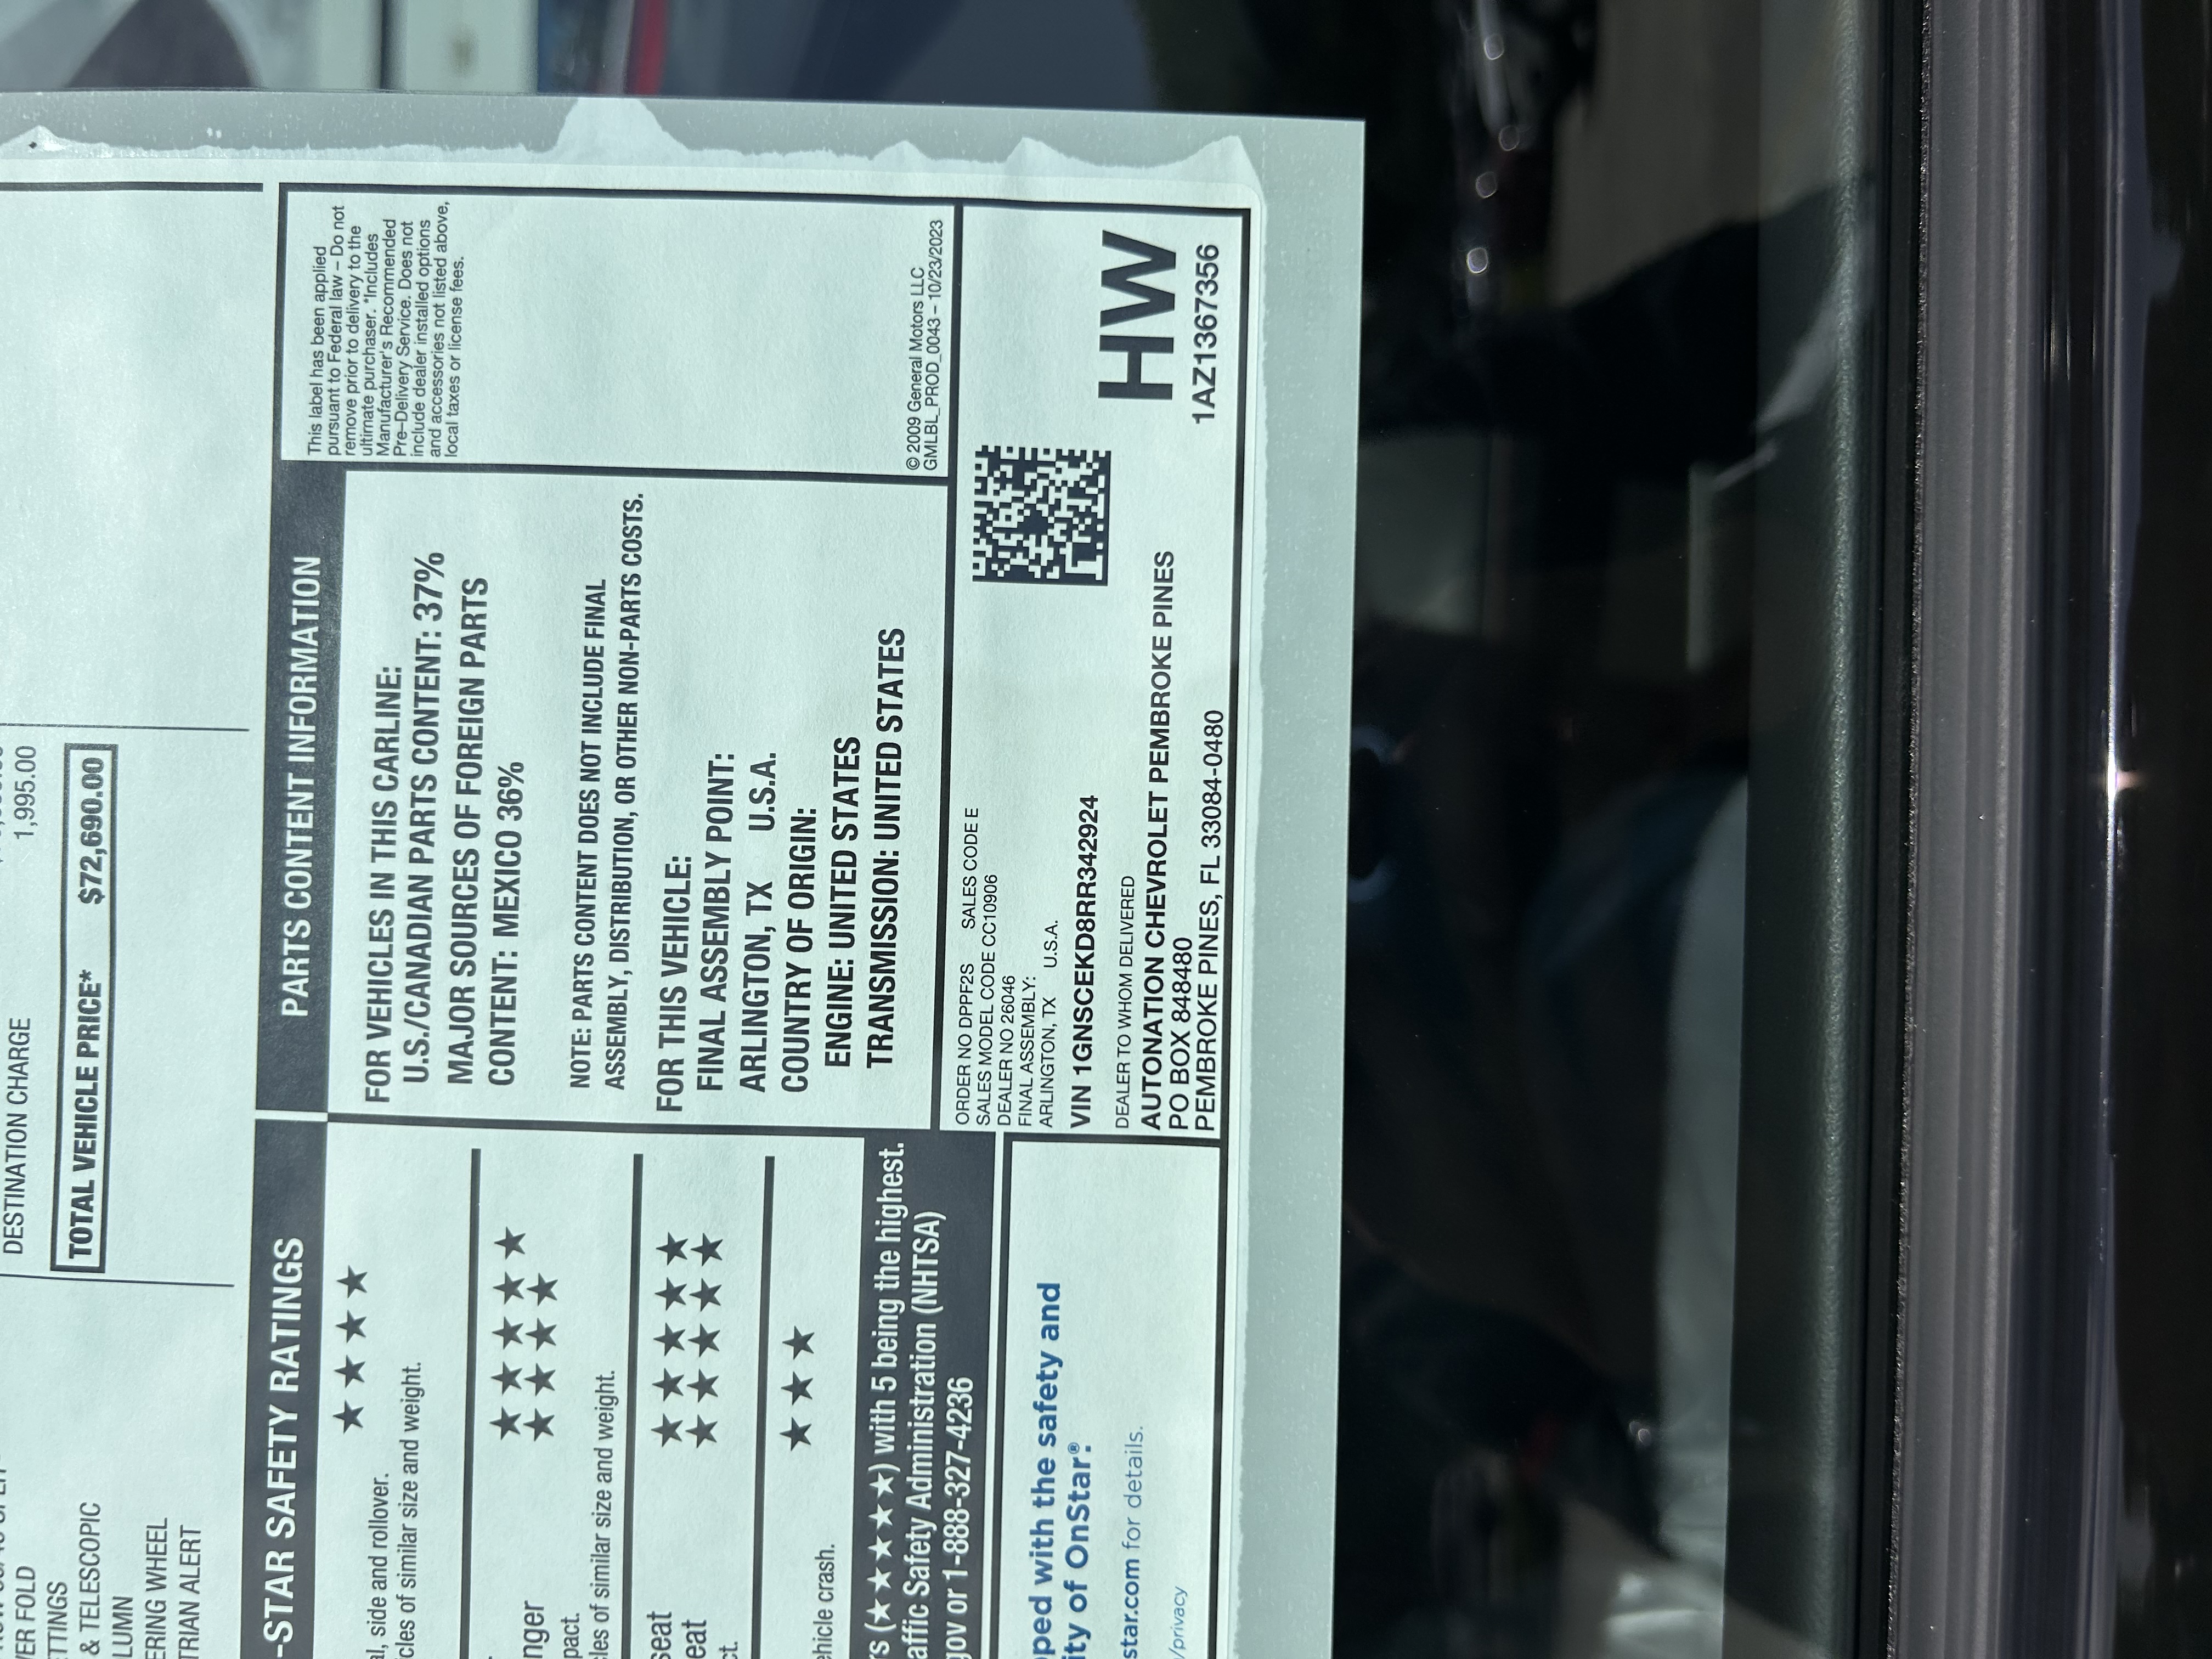 DESTINATION CHARGE 1,995.00
TOTAL VEHICLE PRICE* $72,690.00
VER FOLD
ETTINGS
& TELESCOPIC
LUMN
ERING WHEEL
TRIAN ALERT
-STAR SAFETY RATINGS
★★★★
al, side and rollover.
cles of similar size and weight.
nger ★★★★★
★★★★
pact.
les of similar size and weight.
seat ★★★★★
eat ★★★★★
ct.
★★★
ehicle crash.
rs (★★★★★) with 5 being the highest.
affic Safety Administration (NHTSA)
gov or 1-888-327-4236
pped with the safety and
ity of OnStar.®
star.com for details.
/privacy
PARTS CONTENT INFORMATION
FOR VEHICLES IN THIS CARLINE:
U.S./CANADIAN PARTS CONTENT: 37%
MAJOR SOURCES OF FOREIGN PARTS
CONTENT: MEXICO 36%
NOTE: PARTS CONTENT DOES NOT INCLUDE FINAL
ASSEMBLY, DISTRIBUTION, OR OTHER NON-PARTS COSTS.
FOR THIS VEHICLE:
FINAL ASSEMBLY POINT:
ARLINGTON, TX U.S.A.
COUNTRY OF ORIGIN:
ENGINE: UNITED STATES
TRANSMISSION: UNITED STATES
This label has been applied
pursuant to Federal law – Do not
remove prior to delivery to the
ultimate purchaser. *Includes
Manufacturer's Recommended
Pre–Delivery Service. Does not
include dealer installed options
and accessories not listed above,
local taxes or license fees.
© 2009 General Motors LLC
GMLBL_PROD_0043 – 10/23/2023
ORDER NO DPPF2S SALES CODE E
SALES MODEL CODE CC10906
DEALER NO 26046
FINAL ASSEMBLY:
ARLINGTON, TX U.S.A.
VIN 1GNSCEKD8RR342924
DEALER TO WHOM DELIVERED
AUTONATION CHEVROLET PEMBROKE PINES
PO BOX 848480
PEMBROKE PINES, FL 33084-0480
HW
1AZ1367356